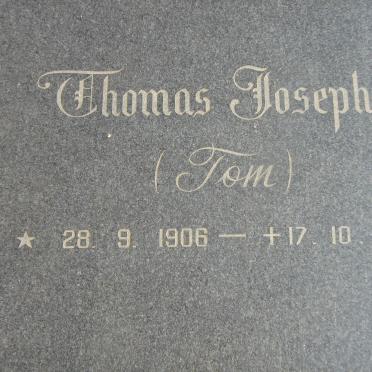 Thomas Joseph
(Tom)
★ 28. 9. 1906 — +17. 10.